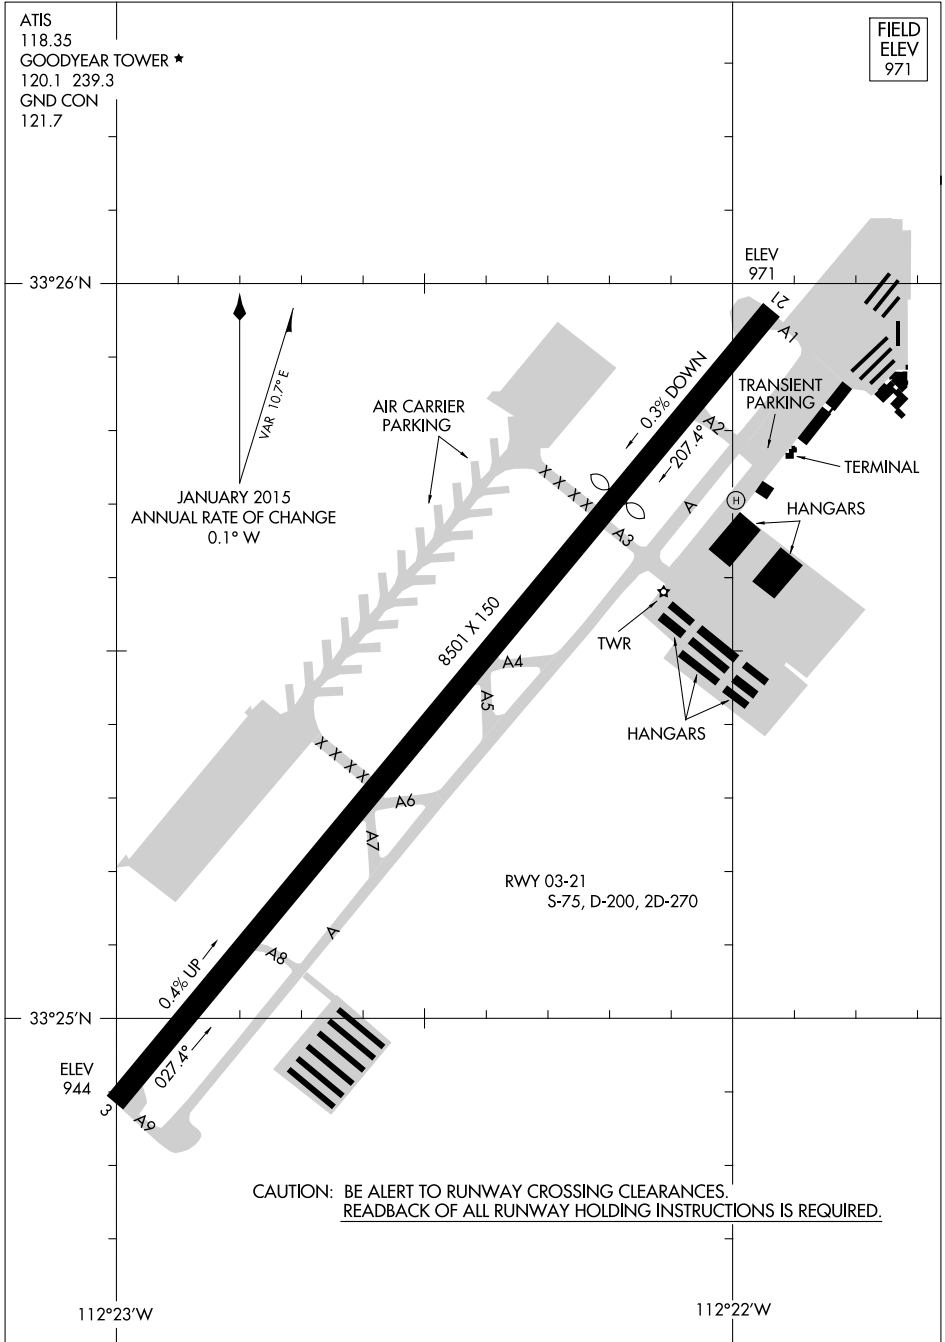 ATIS
118.35
GOODYEAR TOWER ★
120.1 239.3
GND CON
121.7
FIELD
ELEV
971
33°26'N
ELEV
971
21
A1
VAR 10.7° E
JANUARY 2015
ANNUAL RATE OF CHANGE
0.1° W
AIR CARRIER
PARKING
0.3% DOWN
207.4°
A2
TRANSIENT
PARKING
TERMINAL
H
HANGARS
X X X X
A
A3
TWR
8501 X 150
A4
A5
HANGARS
X X X X
A6
A7
RWY 03-21
S-75, D-200, 2D-270
A
A8
0.4% UP
33°25'N
027.4°
ELEV
944
3
A9
CAUTION: BE ALERT TO RUNWAY CROSSING CLEARANCES.
READBACK OF ALL RUNWAY HOLDING INSTRUCTIONS IS REQUIRED.
112°23'W
112°22'W